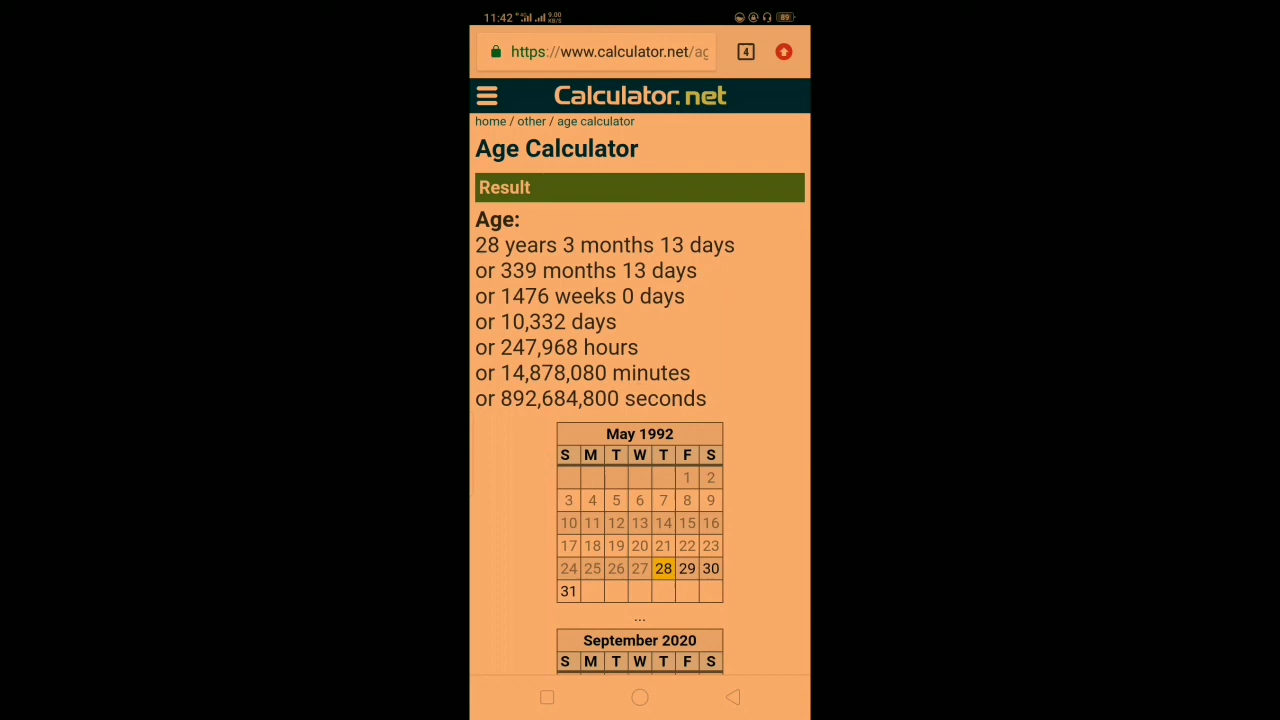 11:42 9.00 KB/S 89
https://www.calculator.net/ag 4
Calculator.net
home / other / age calculator
Age Calculator
Result
Age:
28 years 3 months 13 days
or 339 months 13 days
or 1476 weeks 0 days
or 10,332 days
or 247,968 hours
or 14,878,080 minutes
or 892,684,800 seconds
May 1992
S M T W T F S
1 2
3 4 5 6 7 8 9
10 11 12 13 14 15 16
17 18 19 20 21 22 23
24 25 26 27 28 29 30
31
...
September 2020
S M T W T F S